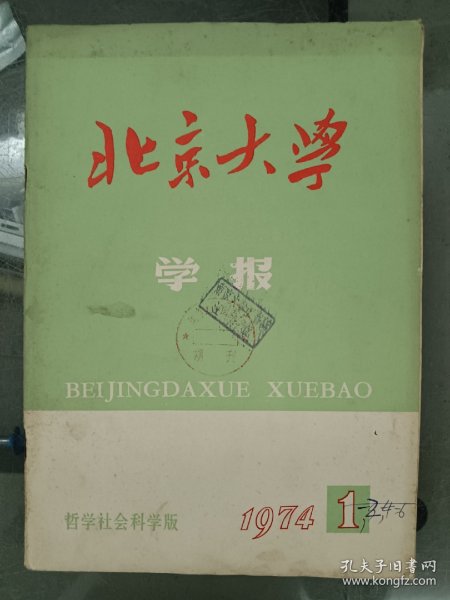 北京大学
学报
BEIJINGDAXUE XUEBAO
哲学社会科学版
1974
1
孔夫子旧书网
www.kongfz.com